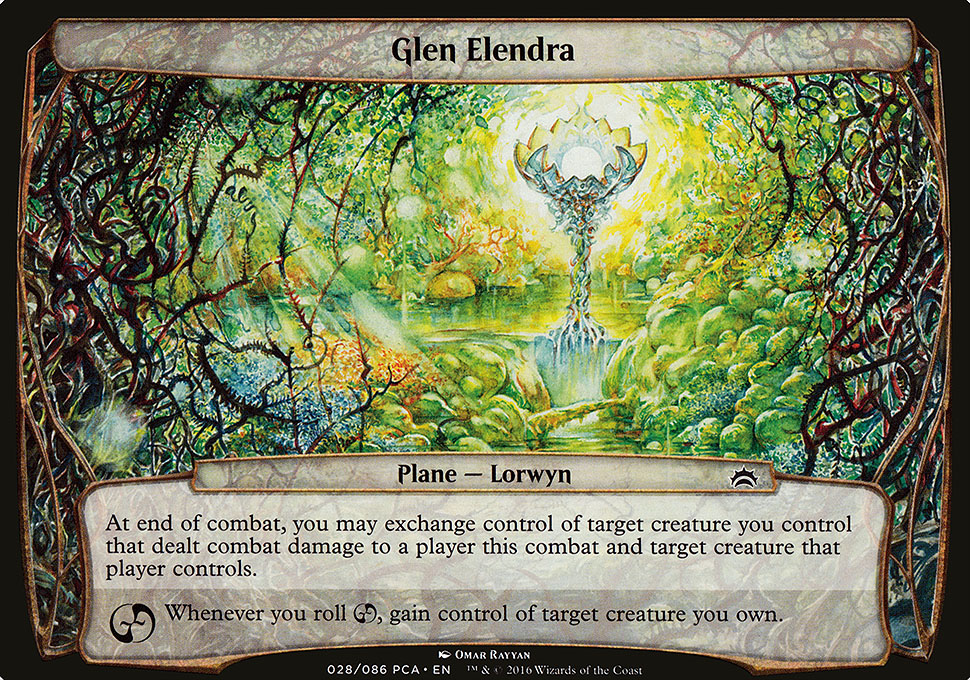 Glen Elendra
Plane — Lorwyn
At end of combat, you may exchange control of target creature you control
that dealt combat damage to a player this combat and target creature that
player controls.
Whenever you roll , gain control of target creature you own.
Omar Rayyan
028/086 PCA • EN ™ & © 2016 Wizards of the Coast